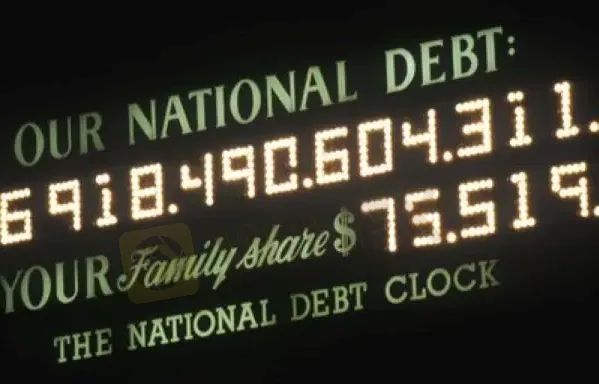 OUR NATIONAL DEBT:
6918.490.604.311.
YOUR Family share $75.519.
THE NATIONAL DEBT CLOCK